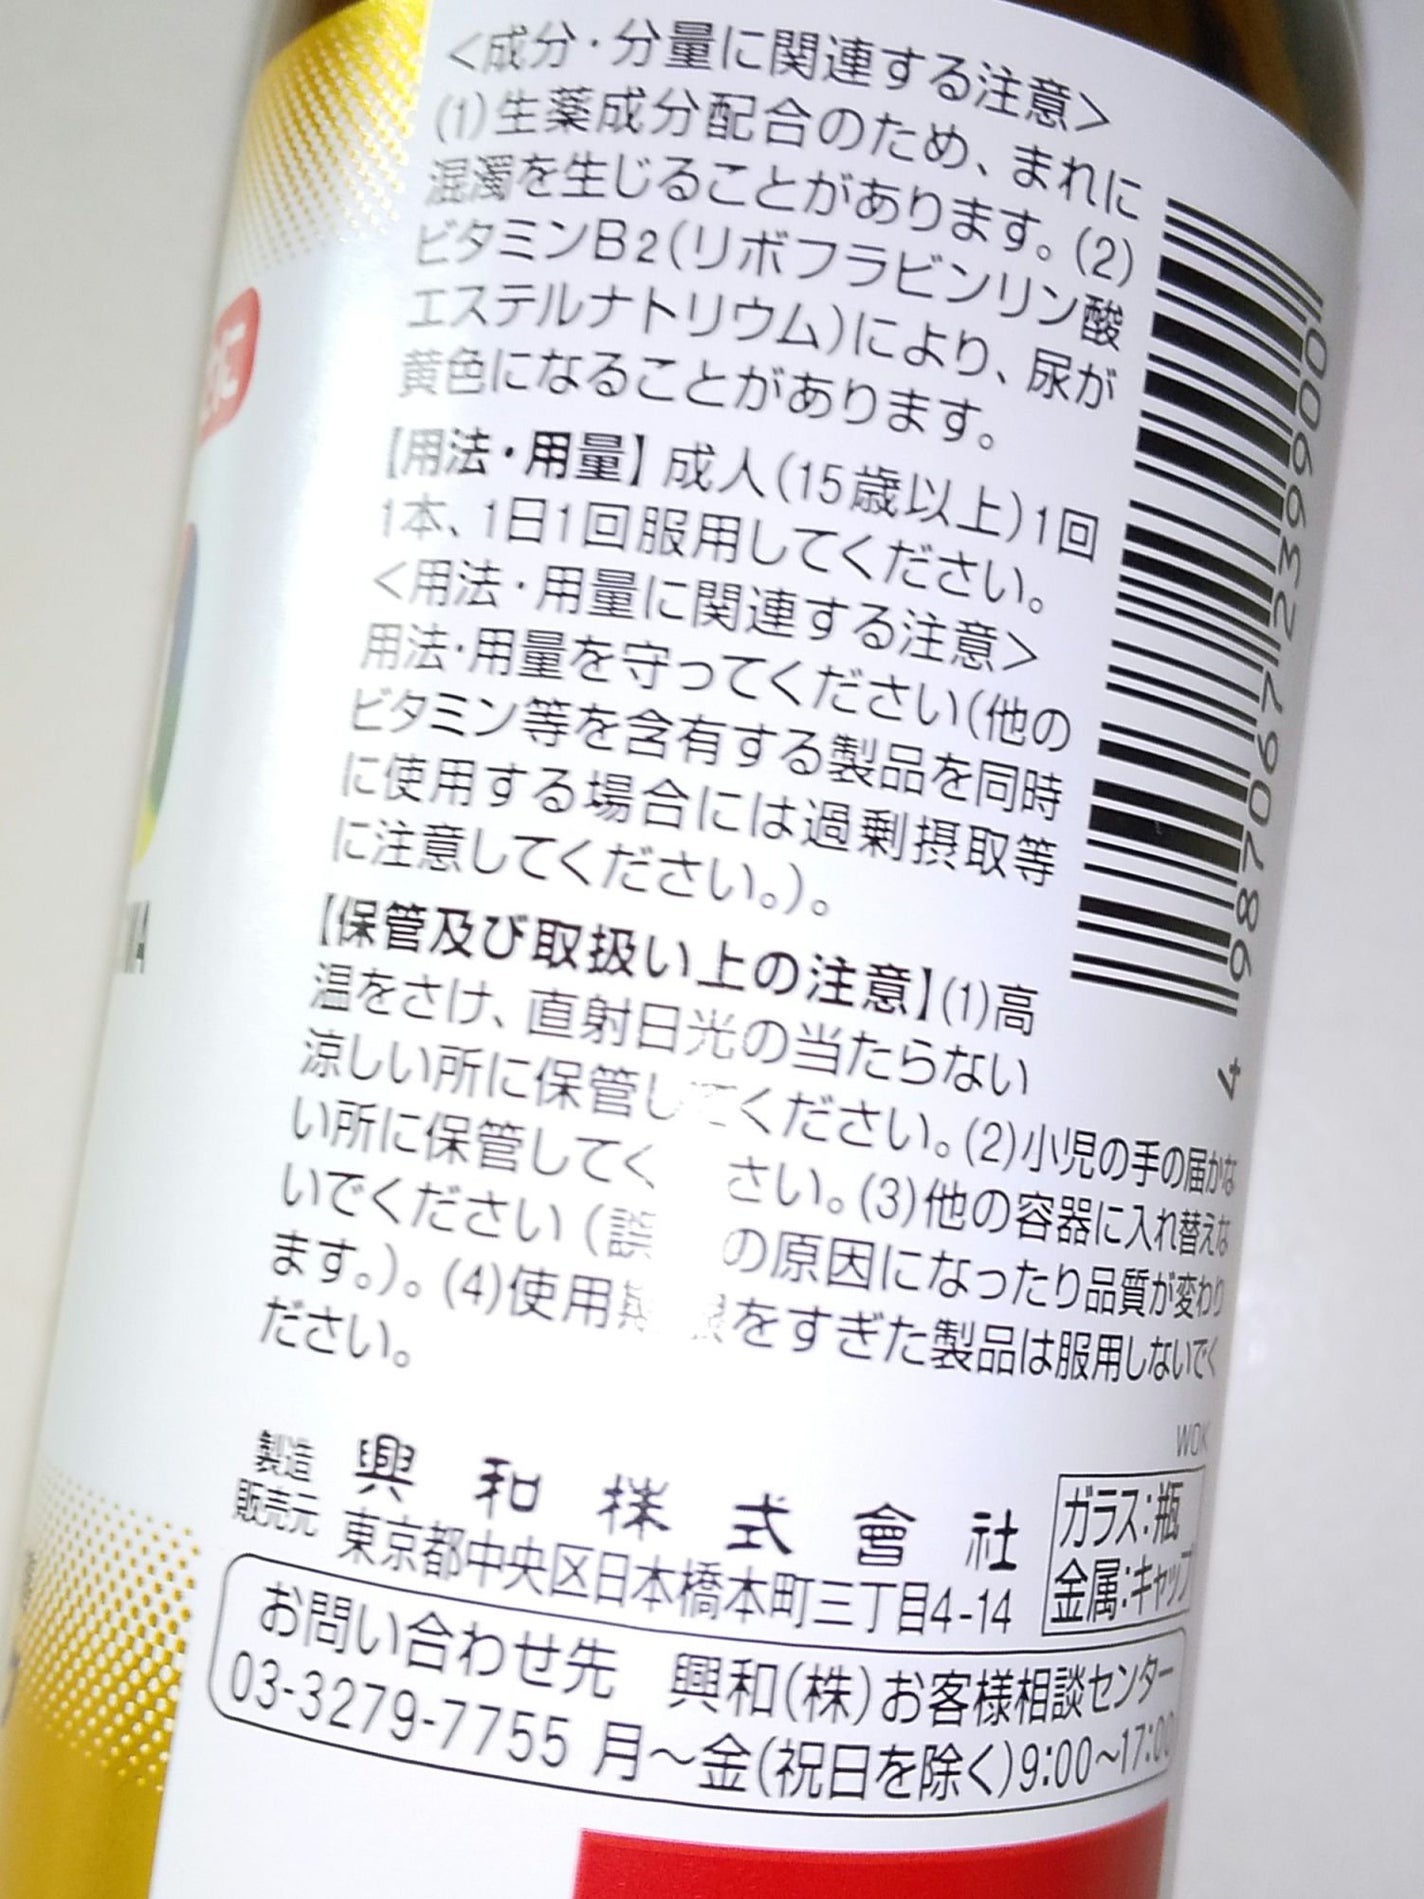 <成分・分量に関連する注意>
(1)生薬成分配合のため、まれに
混濁を生じることがあります。(2)
ビタミンB2(リボフラビンリン酸
エステルナトリウム)により、尿が
黄色になることがあります。
【用法・用量】成人(15歳以上)1回
1本、1日1回服用してください。
<用法・用量に関連する注意>
用法・用量を守ってください(他の
ビタミン等を含有する製品を同時
に使用する場合には過剰摂取等
に注意してください。)。
【保管及び取扱い上の注意】(1)高
温をさけ、直射日光の当たらない
涼しい所に保管してください。(2)小児の手の届かな
い所に保管してく さい。(3)他の容器に入れ替えな
いでください(誤 の原因になったり品質が変わり
ます。)。(4)使用期限をすぎた製品は服用しないでく
ださい。
4 987067 239900
WOK
製造
販売元
興和株式會社
東京都中央区日本橋本町三丁目4-14
ガラス:瓶
金属:キャップ
お問い合わせ先 興和(株)お客様相談センター
03-3279-7755 月~金(祝日を除く)9:00~17:00